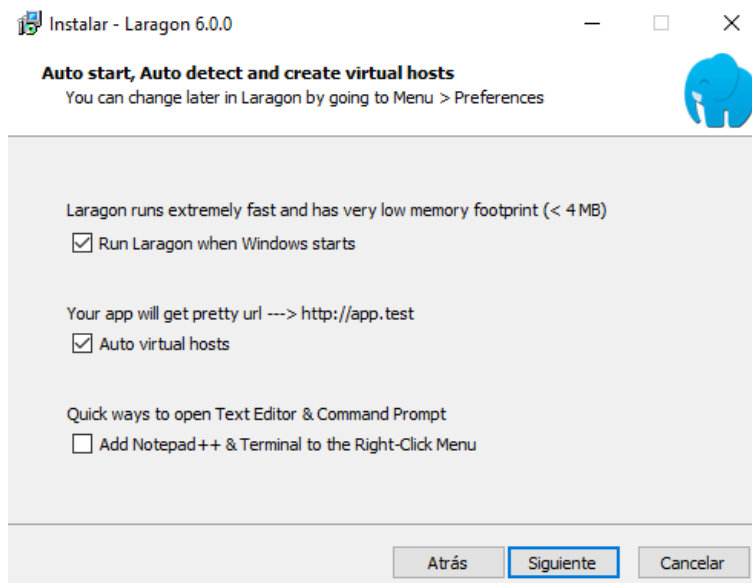 Instalar - Laragon 6.0.0
Auto start, Auto detect and create virtual hosts
You can change later in Laragon by going to Menu > Preferences
Laragon runs extremely fast and has very low memory footprint (< 4 MB)
Run Laragon when Windows starts
Your app will get pretty url ---> http://app.test
Auto virtual hosts
Quick ways to open Text Editor & Command Prompt
Add Notepad++ & Terminal to the Right-Click Menu
Atrás Siguiente Cancelar